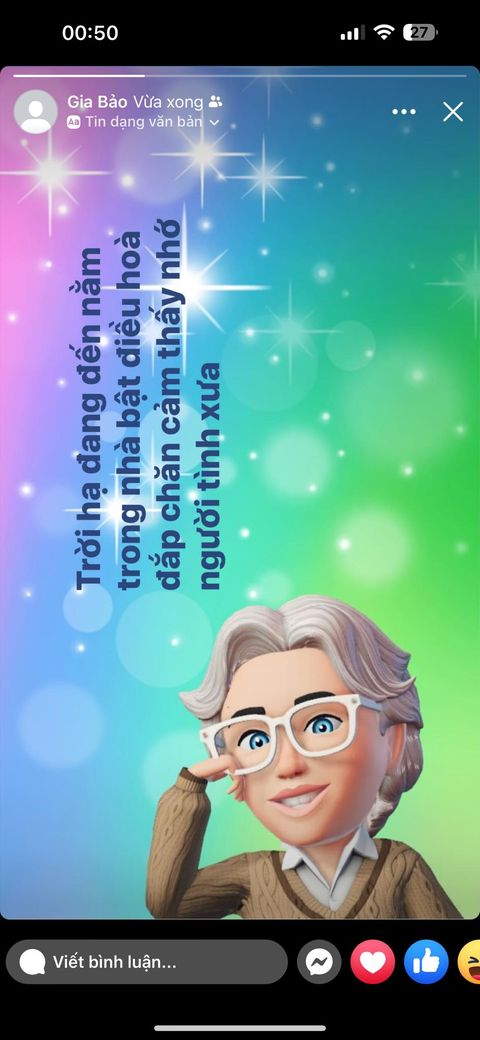 00:50
27
Gia Bảo Vừa xong
Aa Tin dạng văn bản
Trời hạ đang đến nằm
trong nhà bật điều hoà
đắp chăn cảm thấy nhớ
người tình xưa
Viết bình luận...